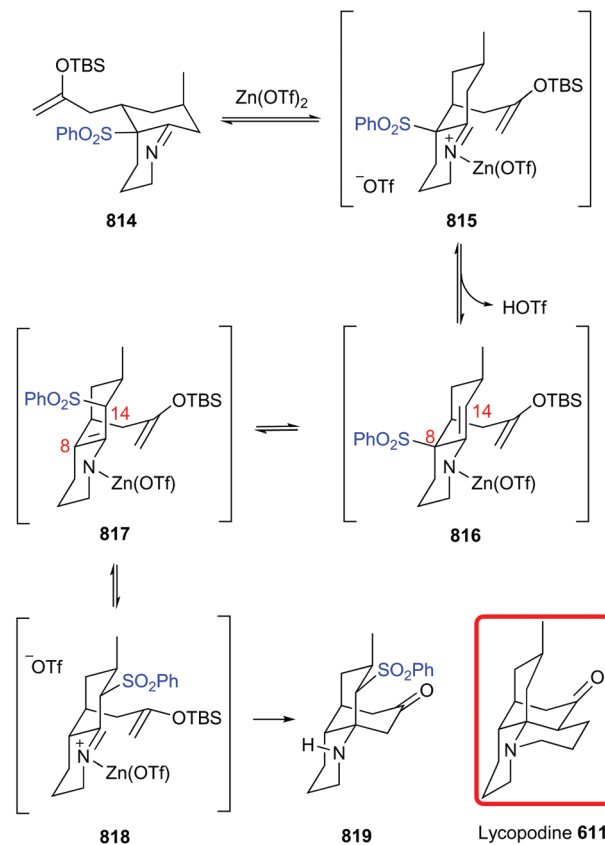 OTBS
PhO2S
N
814
Zn(OTf)2
PhO2S
OTBS
N
+
Zn(OTf)
−OTf
815
HOTf
PhO2S
14
OTBS
8
N
Zn(OTf)
817
14
OTBS
PhO2S
8
N
Zn(OTf)
816
−OTf
SO2Ph
OTBS
+
N
Zn(OTf)
818
SO2Ph
O
H
N
819
O
N
Lycopodine 611